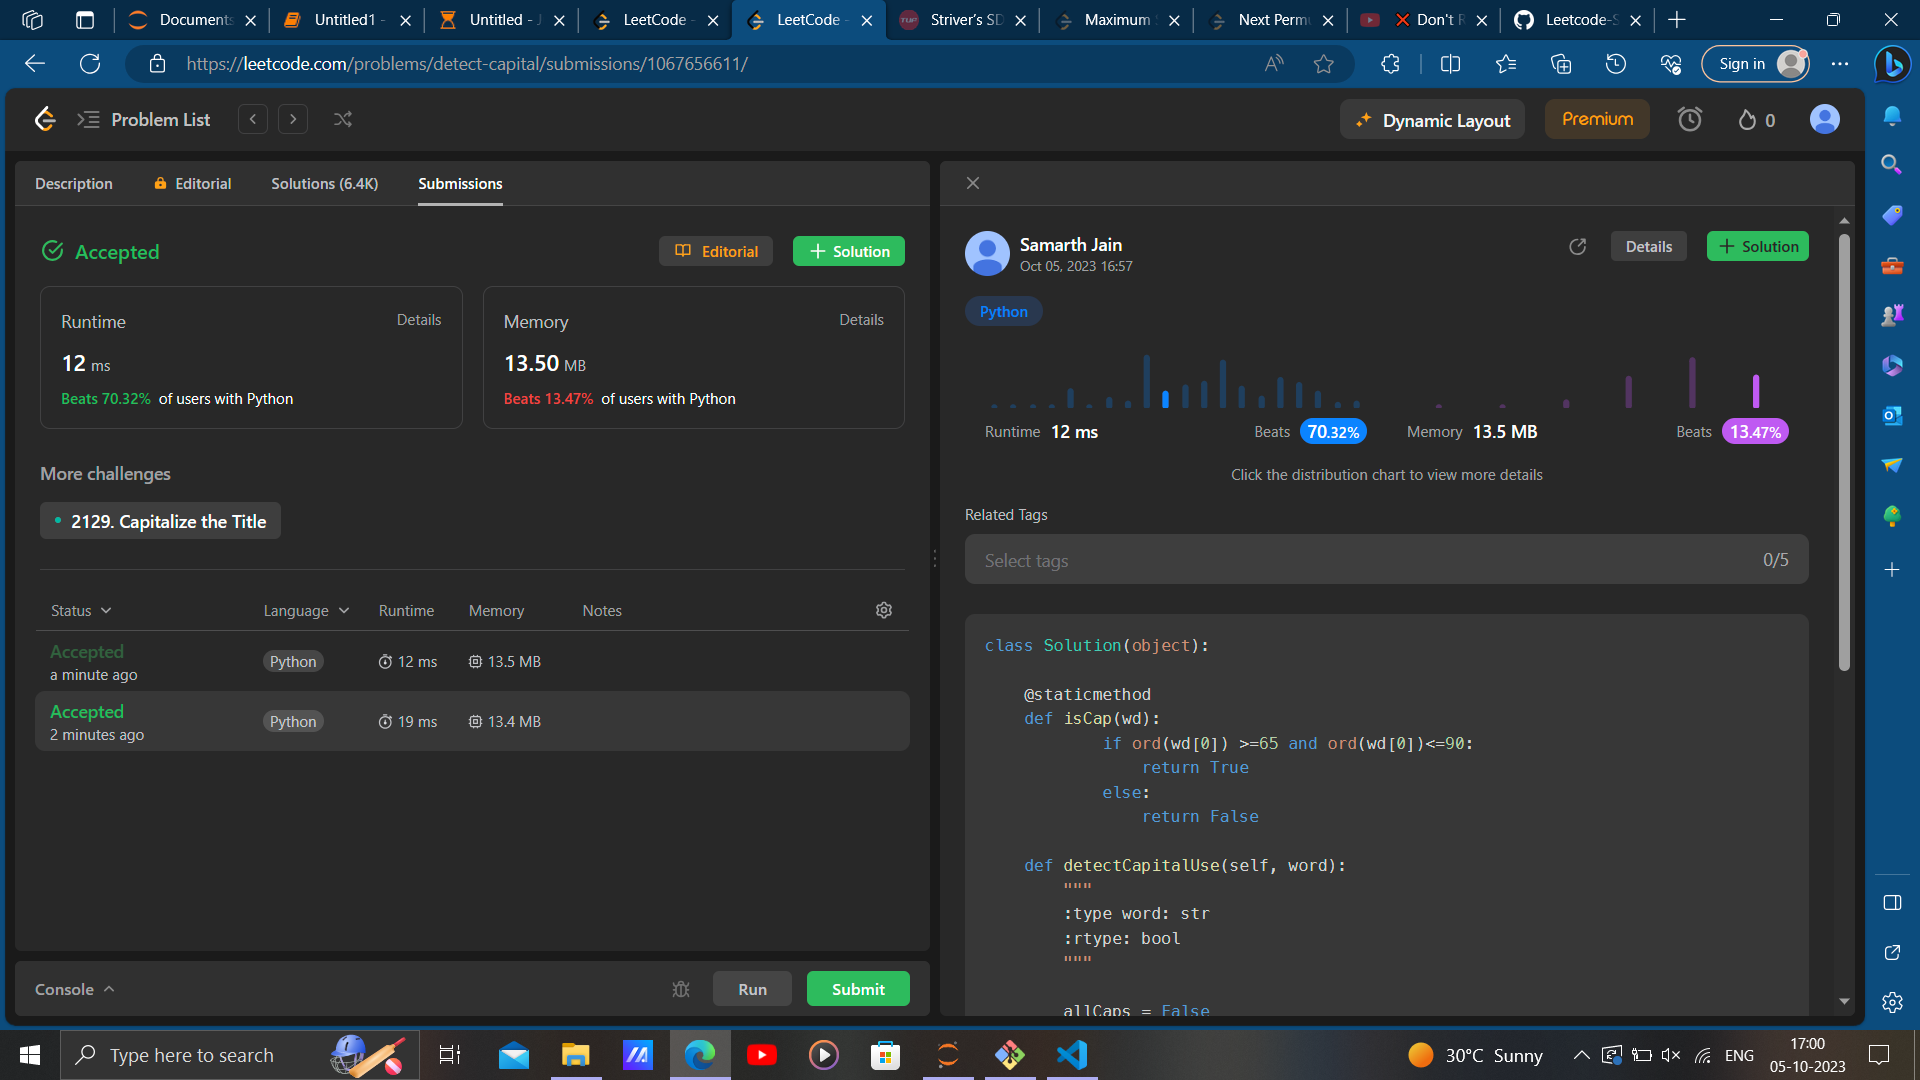 Documents
Untitled1 -
Untitled - J
LeetCode -
LeetCode -
Striver's SD
Maximum S
Next Permu
Don't R
Leetcode-S
https://leetcode.com/problems/detect-capital/submissions/1067656611/
Sign in
Problem List
Dynamic Layout
Premium
0
Description
Editorial
Solutions (6.4K)
Submissions
Accepted
Editorial
Solution
Runtime
Details
12 ms
Beats 70.32% of users with Python
Memory
Details
13.50 MB
Beats 13.47% of users with Python
More challenges
2129. Capitalize the Title
Status Language Runtime Memory Notes
Accepted
a minute ago
Python 12 ms 13.5 MB
Accepted
2 minutes ago
Python 19 ms 13.4 MB
Console
Run
Submit
Samarth Jain
Oct 05, 2023 16:57
Details
Solution
Python
Runtime 12 ms Beats 70.32%
Memory 13.5 MB Beats 13.47%
Click the distribution chart to view more details
Related Tags
Select tags 0/5
class Solution(object):
@staticmethod
def isCap(wd):
if ord(wd[0]) >=65 and ord(wd[0])<=90:
return True
else:
return False
def detectCapitalUse(self, word):
"""
:type word: str
:rtype: bool
"""
allCaps = False
Type here to search
30°C Sunny
ENG
17:00
05-10-2023